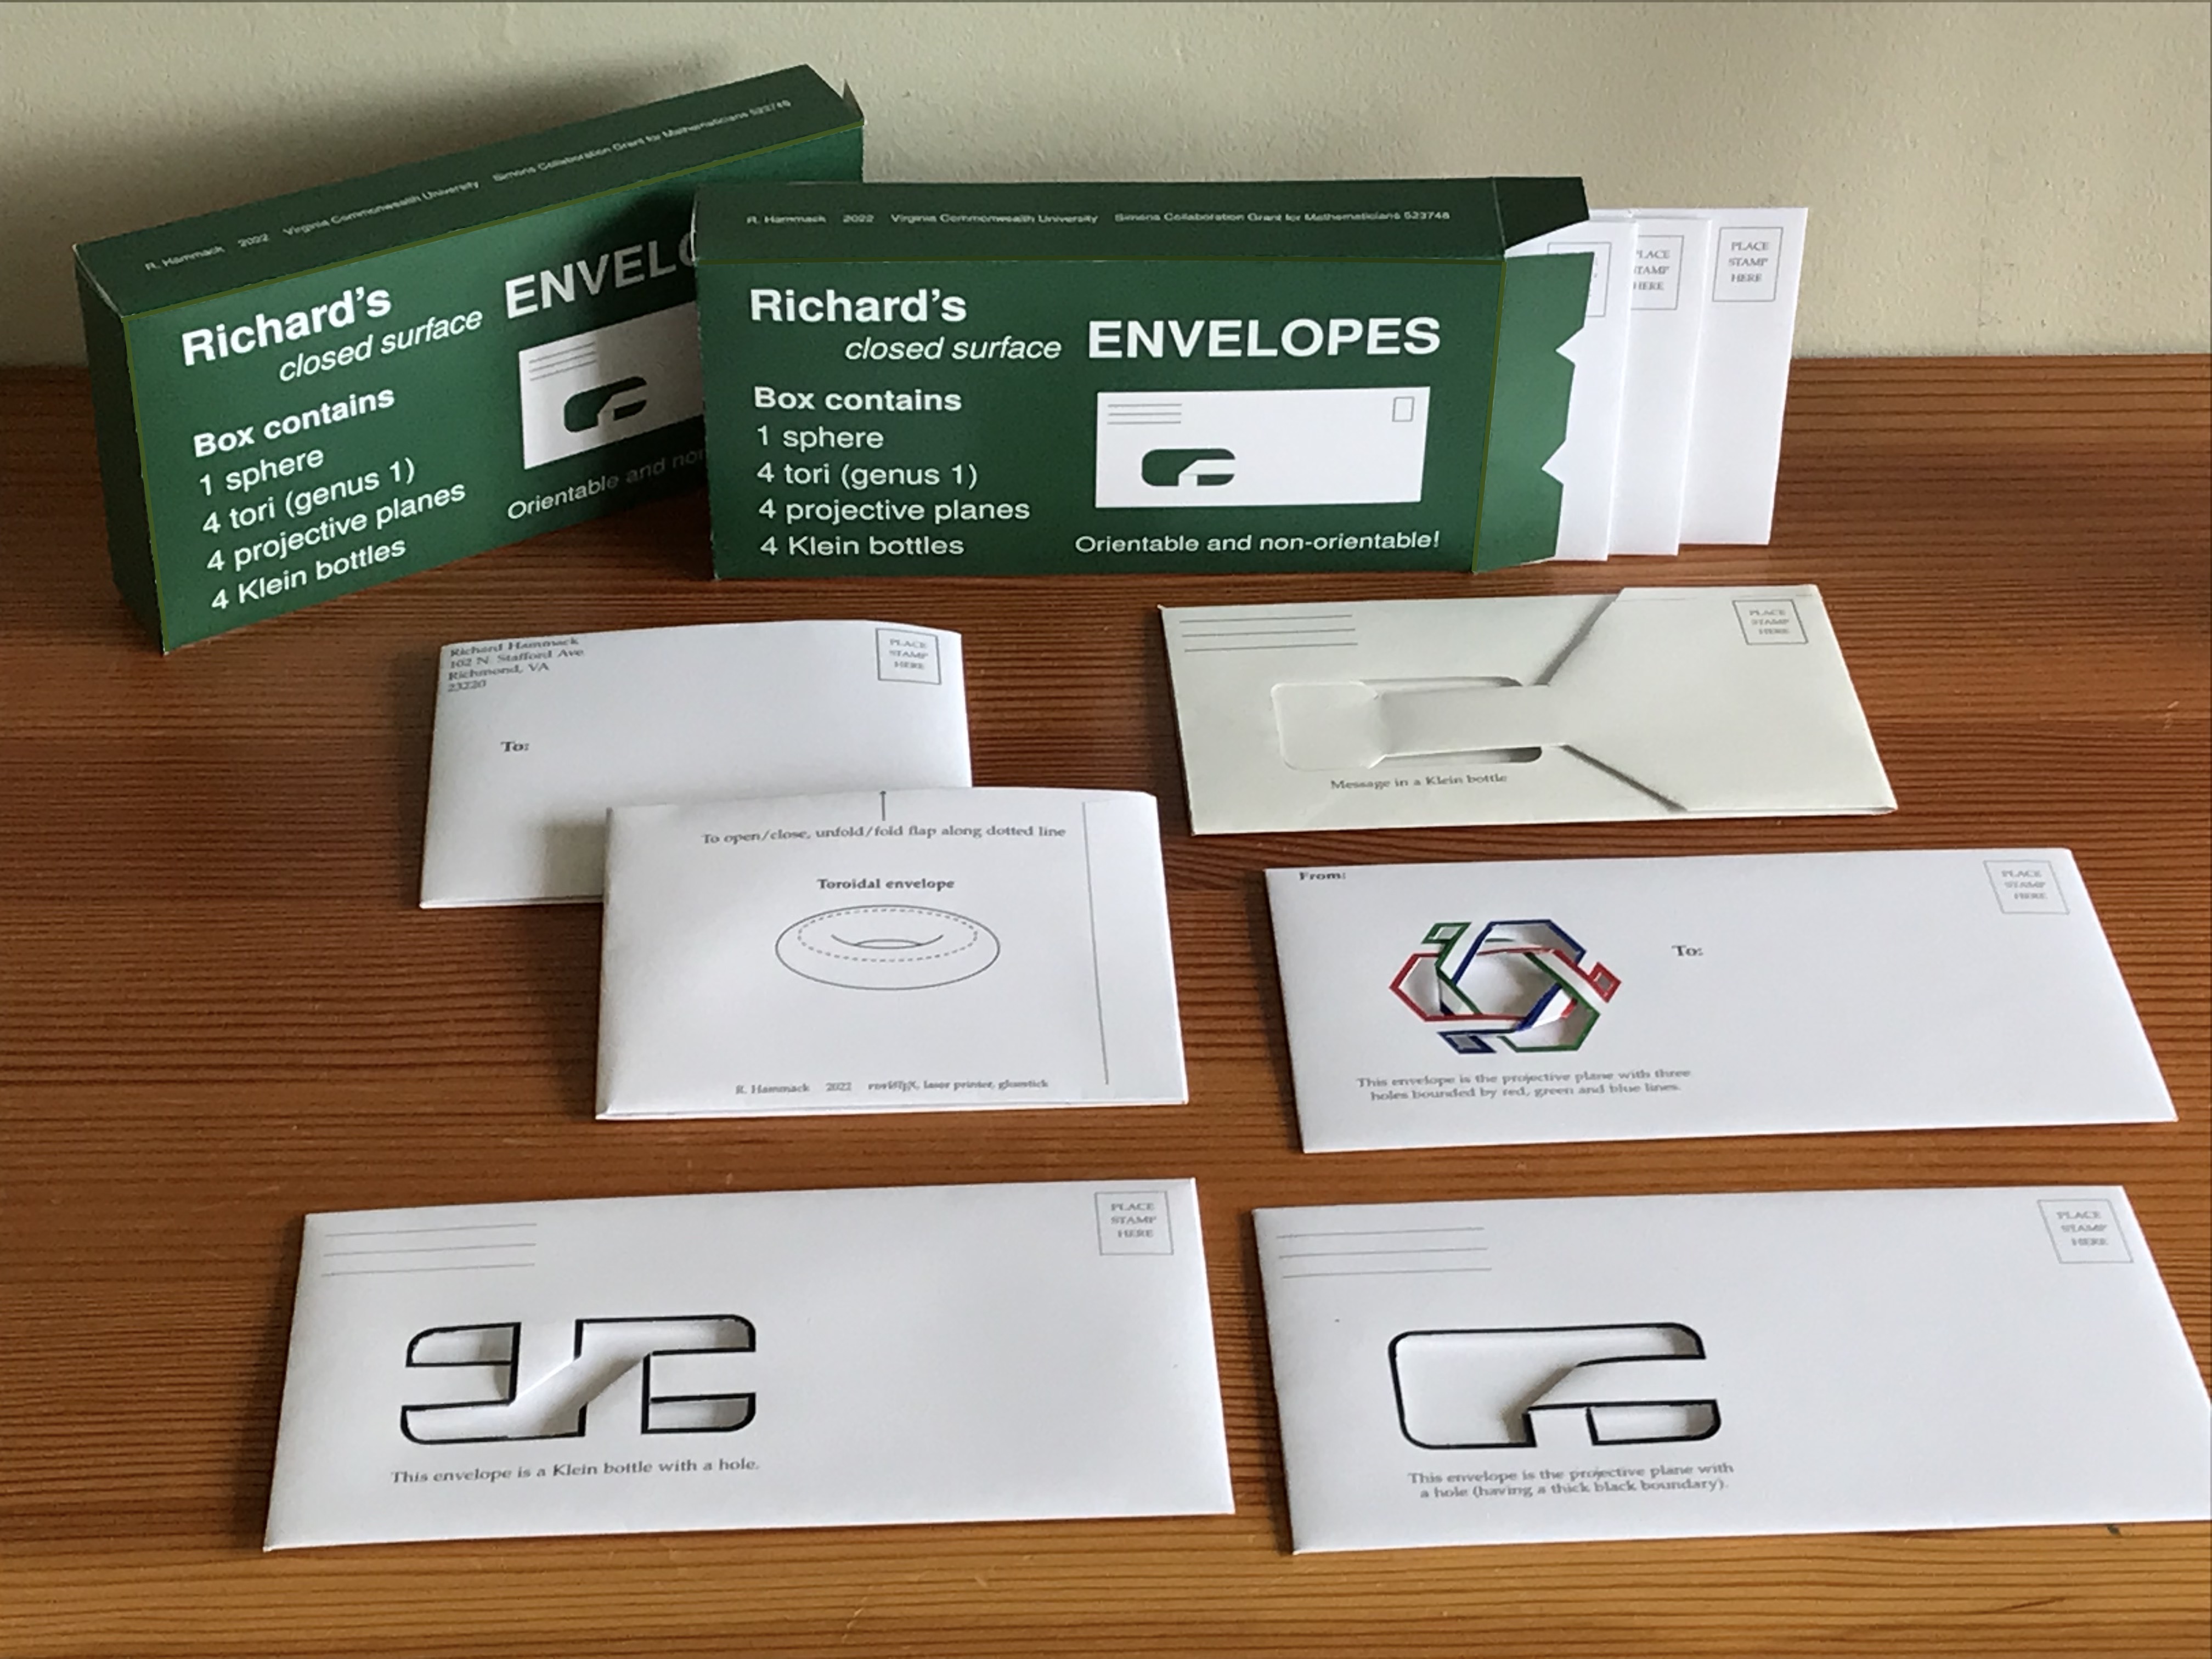 R. Hammack 2022 Virginia Commonwealth University Simons Collaboration Grant for Mathematicians 523748
Richard's
closed surface
ENVELO
Box contains
1 sphere
4 tori (genus 1)
4 projective planes
4 Klein bottles
Orientable and non
R. Hammack 2022 Virginia Commonwealth University Simons Collaboration Grant for Mathematicians 523748
Richard's
closed surface ENVELOPES
Box contains
1 sphere
4 tori (genus 1)
4 projective planes
4 Klein bottles
Orientable and non-orientable!
PLACE
STAMP
HERE
PLACE
STAMP
HERE
Richard Hammack
102 N. Stafford Ave
Richmond, VA
23220
PLACE
STAMP
HERE
To:
PLACE
STAMP
HERE
Message in a Klein bottle
To open/close, unfold/fold flap along dotted line
Toroidal envelope
R. Hammack 2022 laser printer, gluestick
From:
PLACE
STAMP
HERE
To:
This envelope is the projective plane with three
holes bounded by red, green and blue lines.
PLACE
STAMP
HERE
This envelope is a Klein bottle with a hole.
PLACE
STAMP
HERE
This envelope is the projective plane with
a hole (having a thick black boundary).